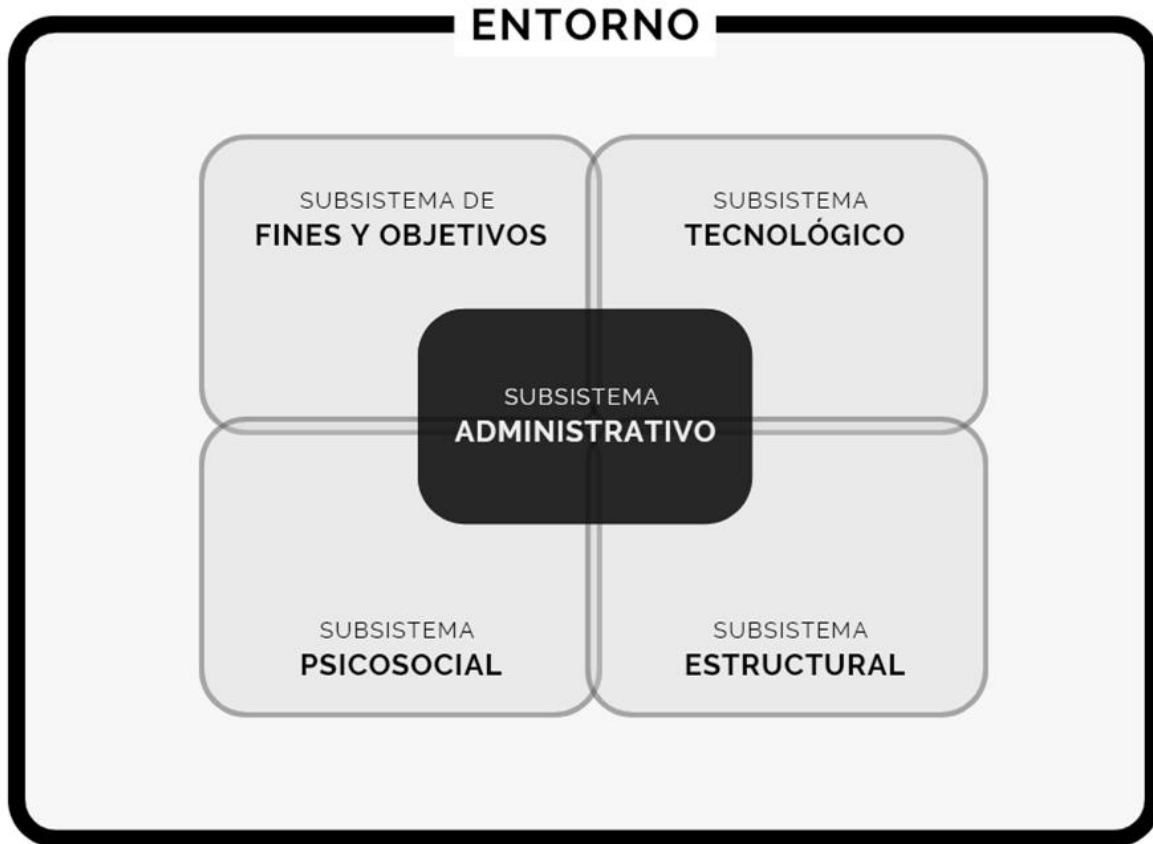 ENTORNO
SUBSISTEMA DE
FINES Y OBJETIVOS
SUBSISTEMA
TECNOLÓGICO
SUBSISTEMA
ADMINISTRATIVO
SUBSISTEMA
PSICOSOCIAL
SUBSISTEMA
ESTRUCTURAL